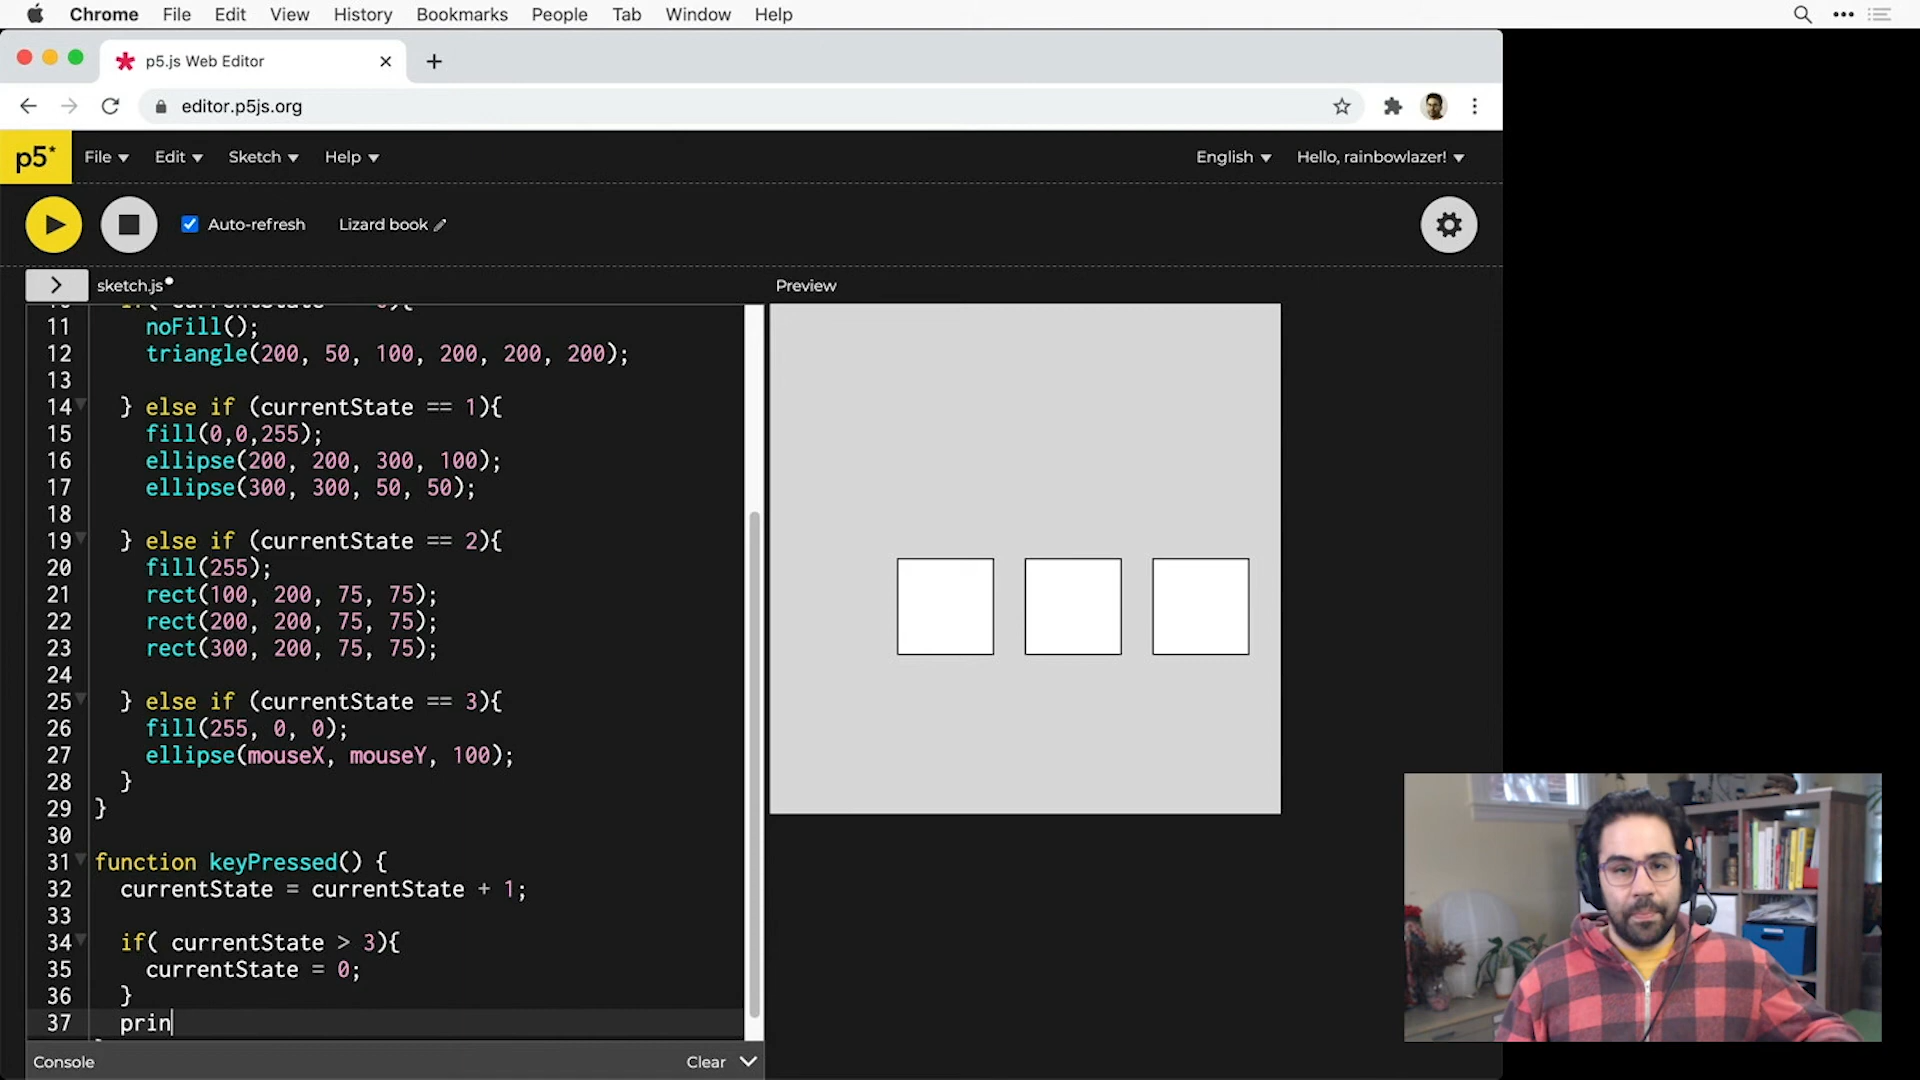 Chrome File Edit View History Bookmarks People Tab Window Help
p5.js Web Editor
editor.p5js.org
p5* File Edit Sketch Help English Hello, rainbowlazer!
Auto-refresh Lizard book
sketch.js
Preview
11 noFill();
12 triangle(200, 50, 100, 200, 200, 200);
13
14 } else if (currentState == 1){
15 fill(0,0,255);
16 ellipse(200, 200, 300, 100);
17 ellipse(300, 300, 50, 50);
18
19 } else if (currentState == 2){
20 fill(255);
21 rect(100, 200, 75, 75);
22 rect(200, 200, 75, 75);
23 rect(300, 200, 75, 75);
24
25 } else if (currentState == 3){
26 fill(255, 0, 0);
27 ellipse(mouseX, mouseY, 100);
28 }
29 }
30
31 function keyPressed() {
32 currentState = currentState + 1;
33
34 if( currentState > 3){
35 currentState = 0;
36 }
37 prin
Console Clear